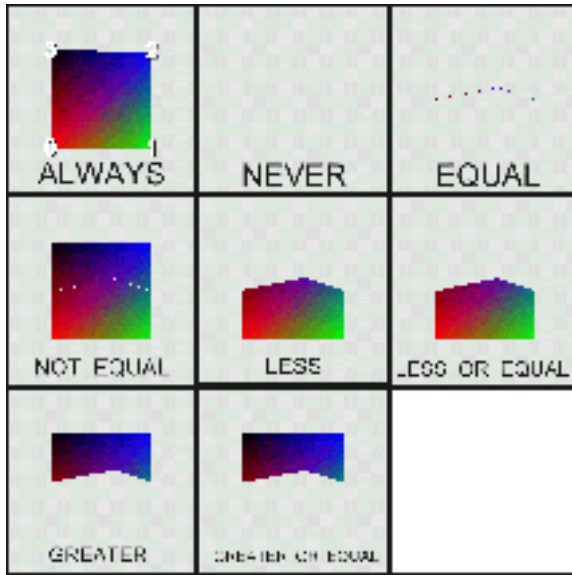 3 2
0 1
ALWAYS
NEVER
EQUAL
NOT EQUAL
LESS
LESS OR EQUAL
GREATER
GREATER OR EQUAL